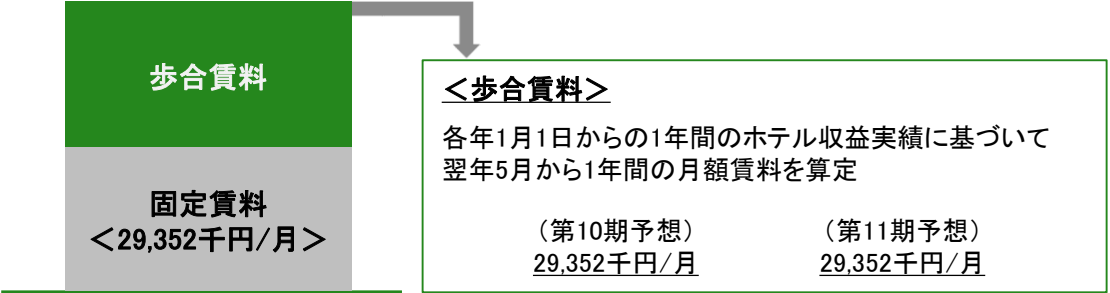 歩合賃料
固定賃料
＜29,352千円/月＞
＜歩合賃料＞
各年1月1日からの1年間のホテル収益実績に基づいて
翌年5月から1年間の月額賃料を算定
（第10期予想） （第11期予想）
29,352千円/月 29,352千円/月